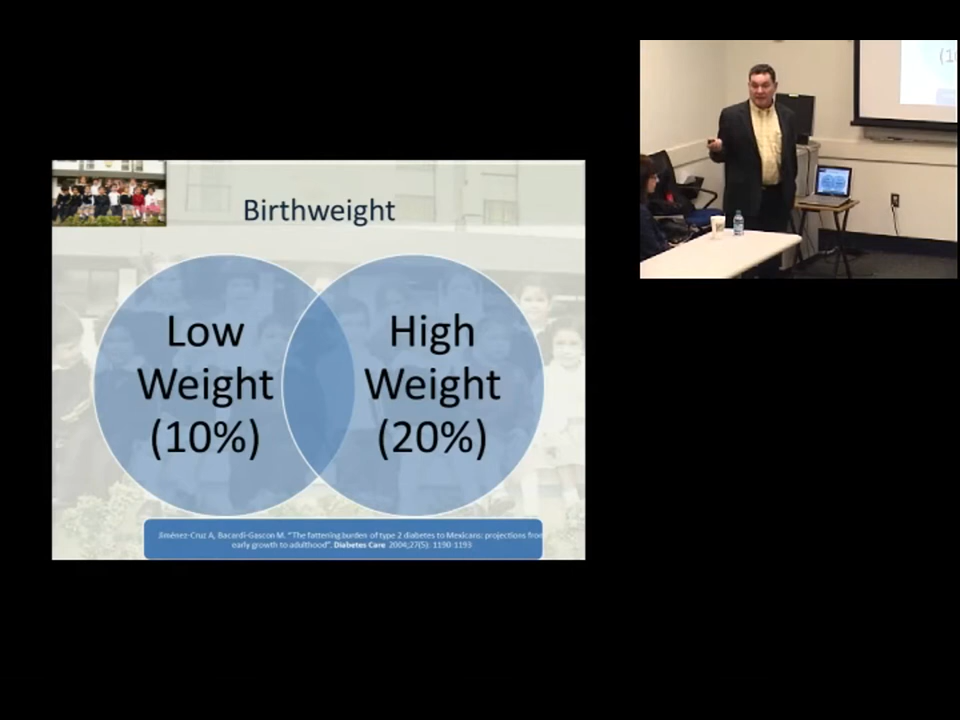 Birthweight
Low
Weight
(10%)
High
Weight
(20%)
Jiménez-Cruz A, Bacardí-Gascón M. "The fattening burden of type 2 diabetes to Mexicans: projections from
early growth to adulthood". Diabetes Care 2004;27(5): 1190-1193